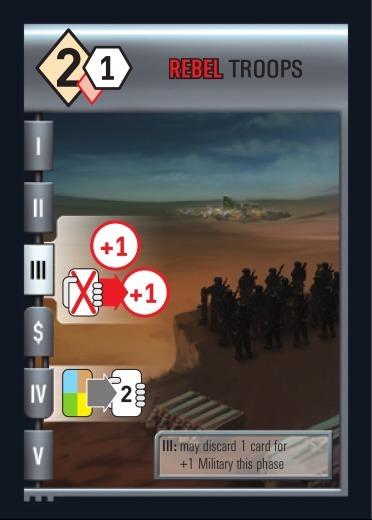 2 1 REBEL TROOPS
I
II
+1
III
+1
$
IV
2
III: may discard 1 card for
+1 Military this phase
V